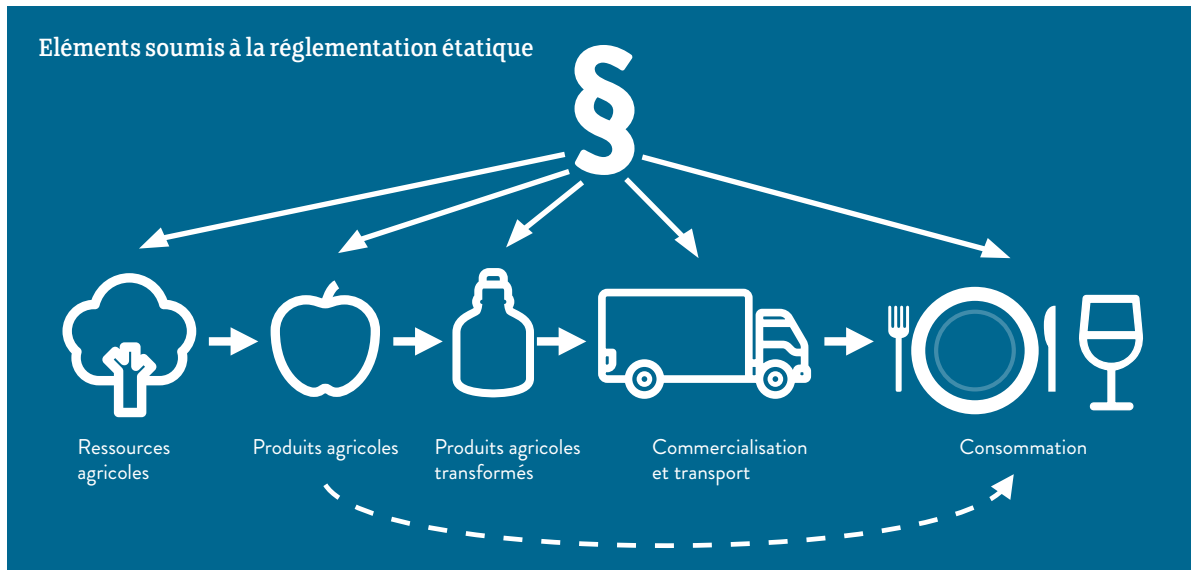 Eléments soumis à la réglementation étatique
§
Ressources
agricoles
Produits agricoles
Produits agricoles
transformés
Commercialisation
et transport
Consommation